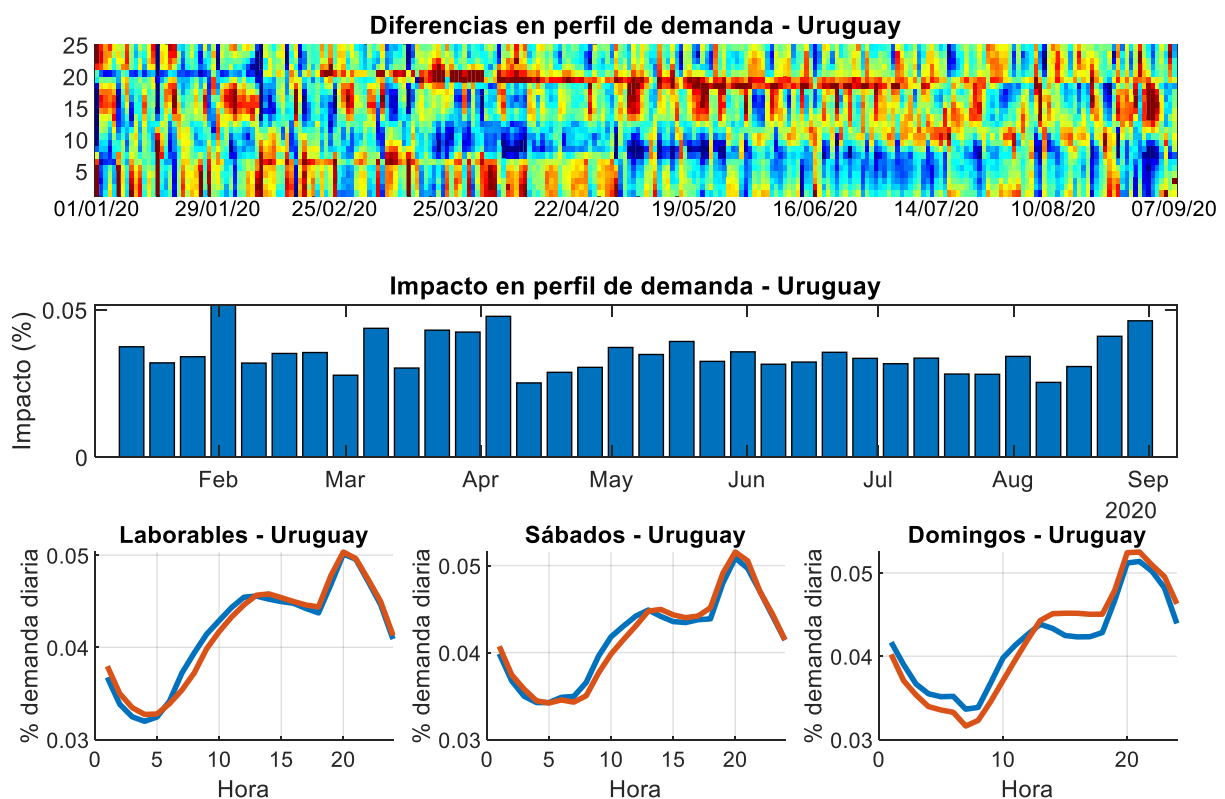 Diferencias en perfil de demanda - Uruguay
25
20
15
10
5
01/01/20 29/01/20 25/02/20 25/03/20 22/04/20 19/05/20 16/06/20 14/07/20 10/08/20 07/09/20
Impacto en perfil de demanda - Uruguay
Impacto (%)
0.05
0
Feb Mar Apr May Jun Jul Aug Sep
2020
Laborables - Uruguay
% demanda diaria
0.05
0.04
0.03
0 5 10 15 20
Hora
Sábados - Uruguay
% demanda diaria
0.05
0.04
0.03
0 5 10 15 20
Hora
Domingos - Uruguay
% demanda diaria
0.05
0.04
0.03
0 10 20
Hora